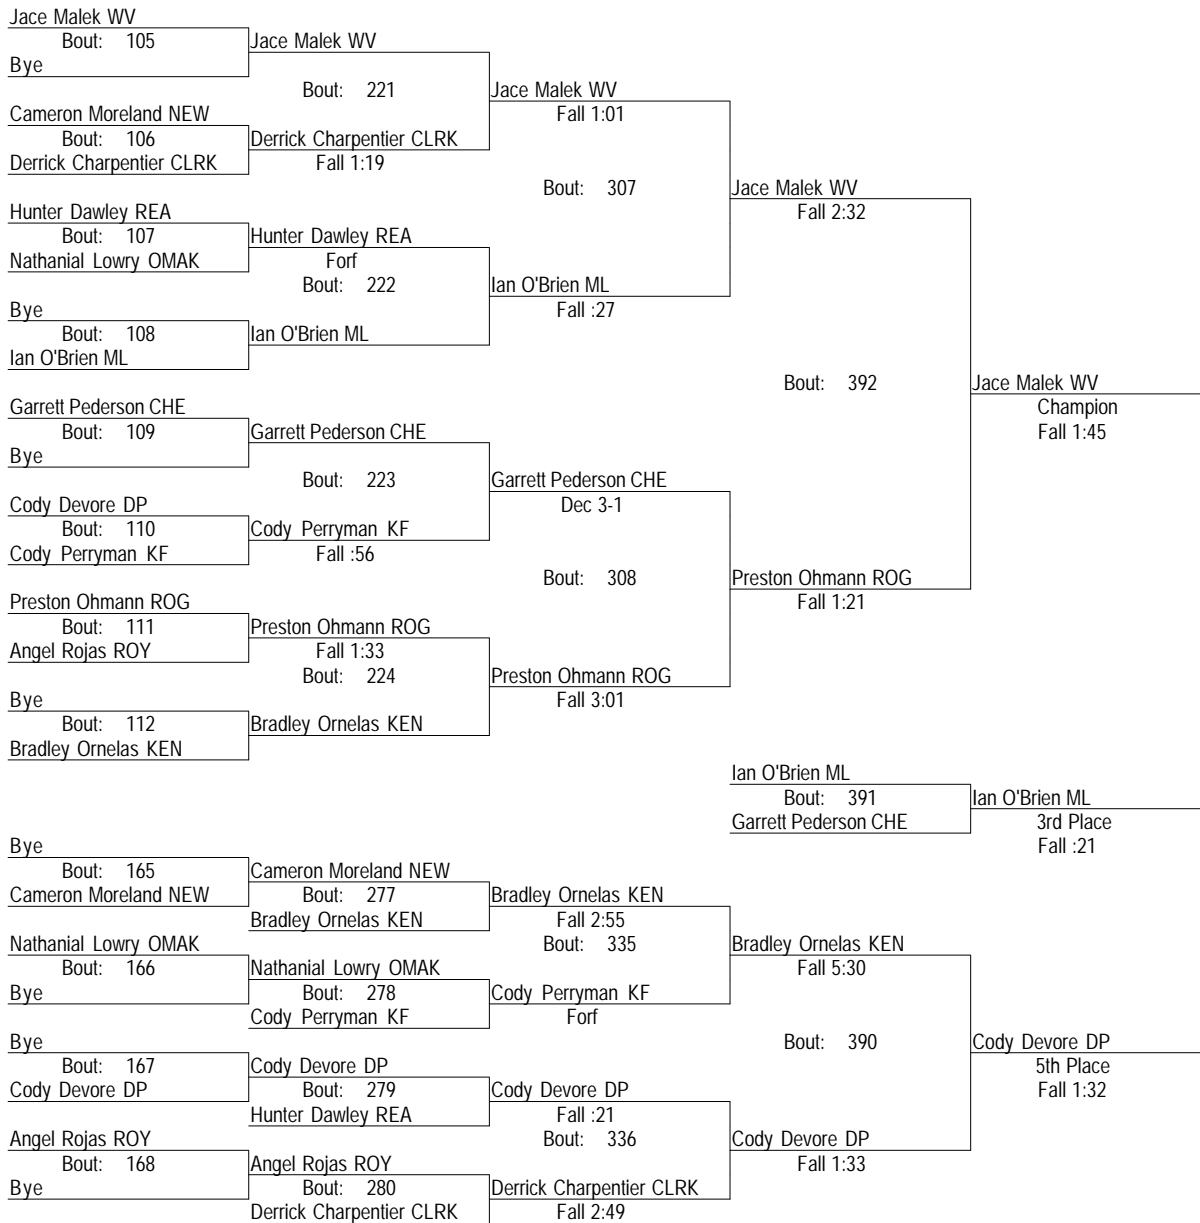 Jace Malek WV
Bout: 105
Jace Malek WV
Bye
Bout: 221
Jace Malek WV
Cameron Moreland NEW
Fall 1:01
Bout: 106
Derrick Charpentier CLRK
Derrick Charpentier CLRK
Fall 1:19
Bout: 307
Jace Malek WV
Hunter Dawley REA
Fall 2:32
Bout: 107
Hunter Dawley REA
Nathanial Lowry OMAK
Forf
Bout: 222
Ian O'Brien ML
Bye
Fall :27
Bout: 108
Ian O'Brien ML
Ian O'Brien ML
Bout: 392
Jace Malek WV
Garrett Pederson CHE
Champion
Bout: 109
Garrett Pederson CHE
Fall 1:45
Bye
Bout: 223
Garrett Pederson CHE
Cody Devore DP
Dec 3-1
Bout: 110
Cody Perryman KF
Cody Perryman KF
Fall :56
Bout: 308
Preston Ohmann ROG
Preston Ohmann ROG
Fall 1:21
Bout: 111
Preston Ohmann ROG
Angel Rojas ROY
Fall 1:33
Bout: 224
Preston Ohmann ROG
Bye
Fall 3:01
Bout: 112
Bradley Ornelas KEN
Bradley Ornelas KEN
Ian O'Brien ML
Bout: 391
Ian O'Brien ML
Garrett Pederson CHE
3rd Place
Bye
Fall :21
Bout: 165
Cameron Moreland NEW
Cameron Moreland NEW
Bout: 277
Bradley Ornelas KEN
Bradley Ornelas KEN
Fall 2:55
Nathanial Lowry OMAK
Bout: 335
Bradley Ornelas KEN
Bout: 166
Nathanial Lowry OMAK
Fall 5:30
Bye
Bout: 278
Cody Perryman KF
Cody Perryman KF
Forf
Bye
Bout: 390
Cody Devore DP
Bout: 167
Cody Devore DP
5th Place
Cody Devore DP
Bout: 279
Cody Devore DP
Fall 1:32
Hunter Dawley REA
Fall :21
Angel Rojas ROY
Bout: 336
Cody Devore DP
Bout: 168
Angel Rojas ROY
Fall 1:33
Bye
Bout: 280
Derrick Charpentier CLRK
Derrick Charpentier CLRK
Fall 2:49